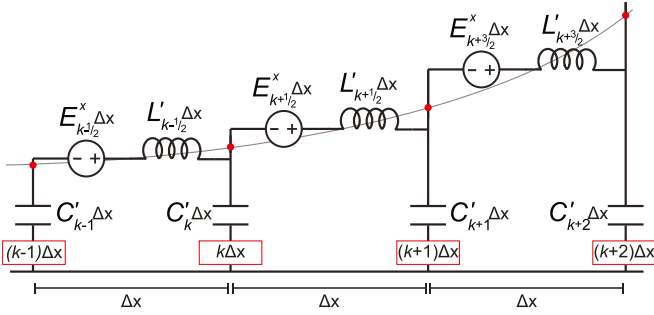 E^x_{k+3/2}Δx L'_{k+3/2}Δx
E^x_{k+1/2}Δx L'_{k+1/2}Δx
E^x_{k-1/2}Δx L'_{k-1/2}Δx
- + - + - +
C'_{k-1}Δx C'_kΔx C'_{k+1}Δx C'_{k+2}Δx
(k-1)Δx kΔx (k+1)Δx (k+2)Δx
Δx Δx Δx